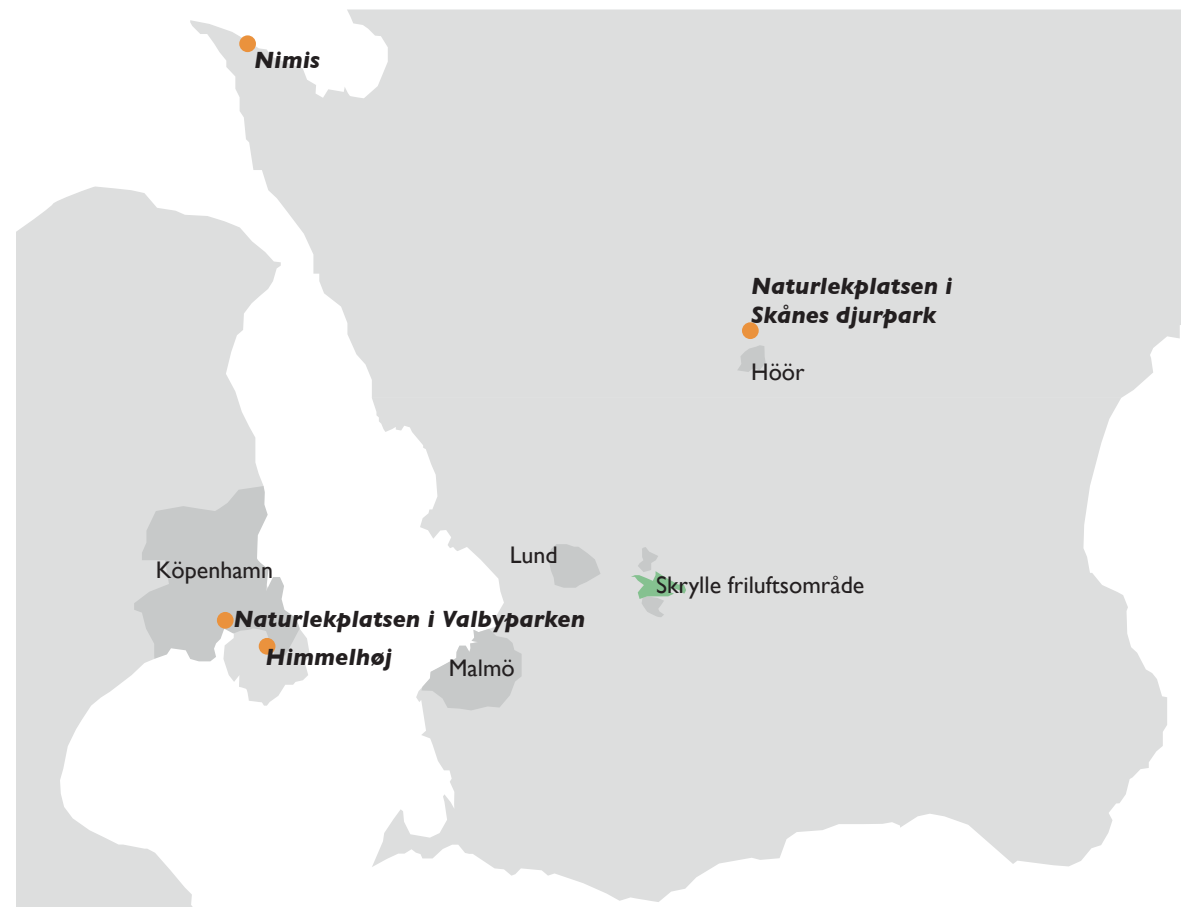 Nimis
Naturlekplatsen i
Skånes djurpark
Höör
Lund
Köpenhamn
Skrylle friluftsområde
Naturlekplatsen i Valbyparken
Himmelhøj
Malmö